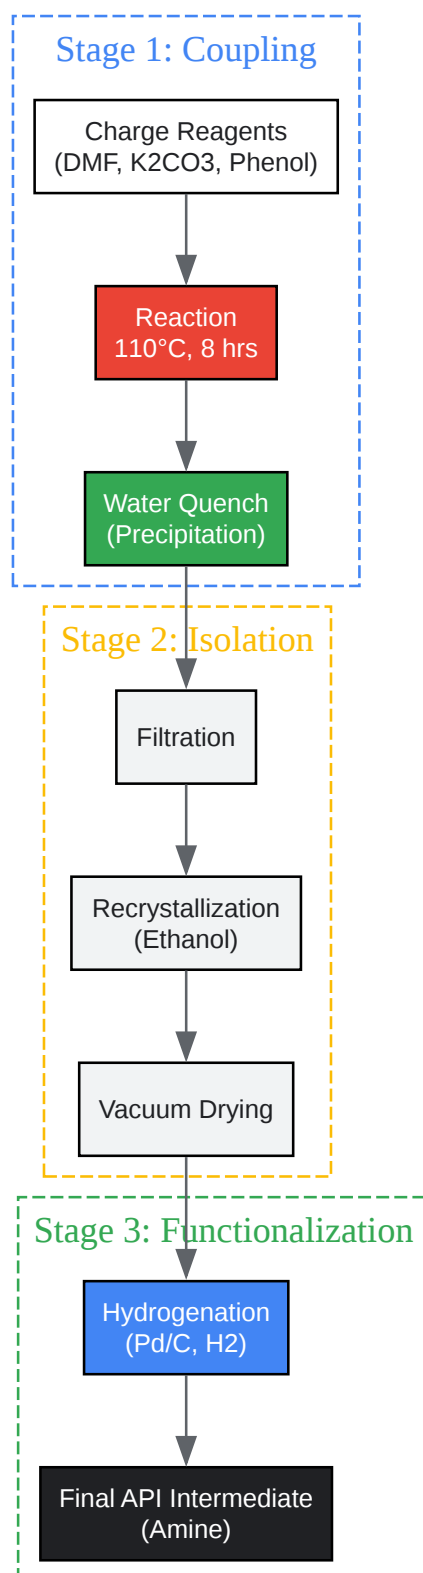 Stage 1: Coupling
Charge Reagents
(DMF, K2CO3, Phenol)
Reaction
110°C, 8 hrs
Water Quench
(Precipitation)
Stage 2: Isolation
Filtration
Recrystallization
(Ethanol)
Vacuum Drying
Stage 3: Functionalization
Hydrogenation
(Pd/C, H2)
Final API Intermediate
(Amine)